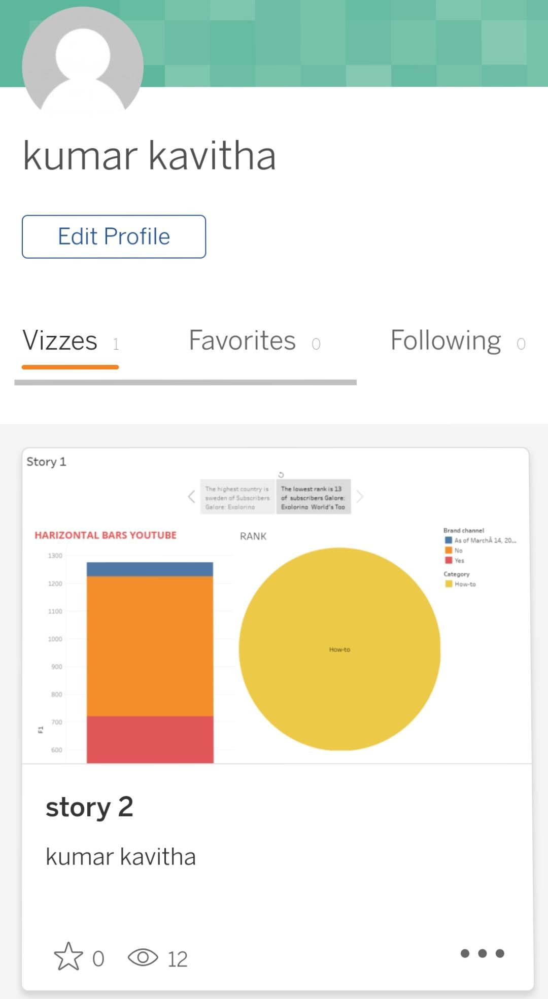 kumar kavitha
Edit Profile
Vizzes 1 Favorites 0 Following 0
Story 1
The highest country is
sweden of Subscribers
Galore: Exploring
The lowest rank is 13
of subscribers Galore:
Exploring World's Top
HARIZONTAL BARS YOUTUBE
RANK
Brand channel
As of MarchÂ 14, 20...
No
Yes
Category
How-to
1300
1200
1100
1000
900
800
700
600
F1
How-to
story 2
kumar kavitha
0 12